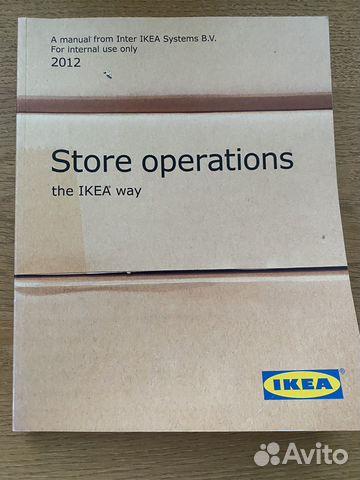 A manual from Inter IKEA Systems B.V.
For internal use only
2012
Store operations
the IKEA® way
IKEA®
Avito